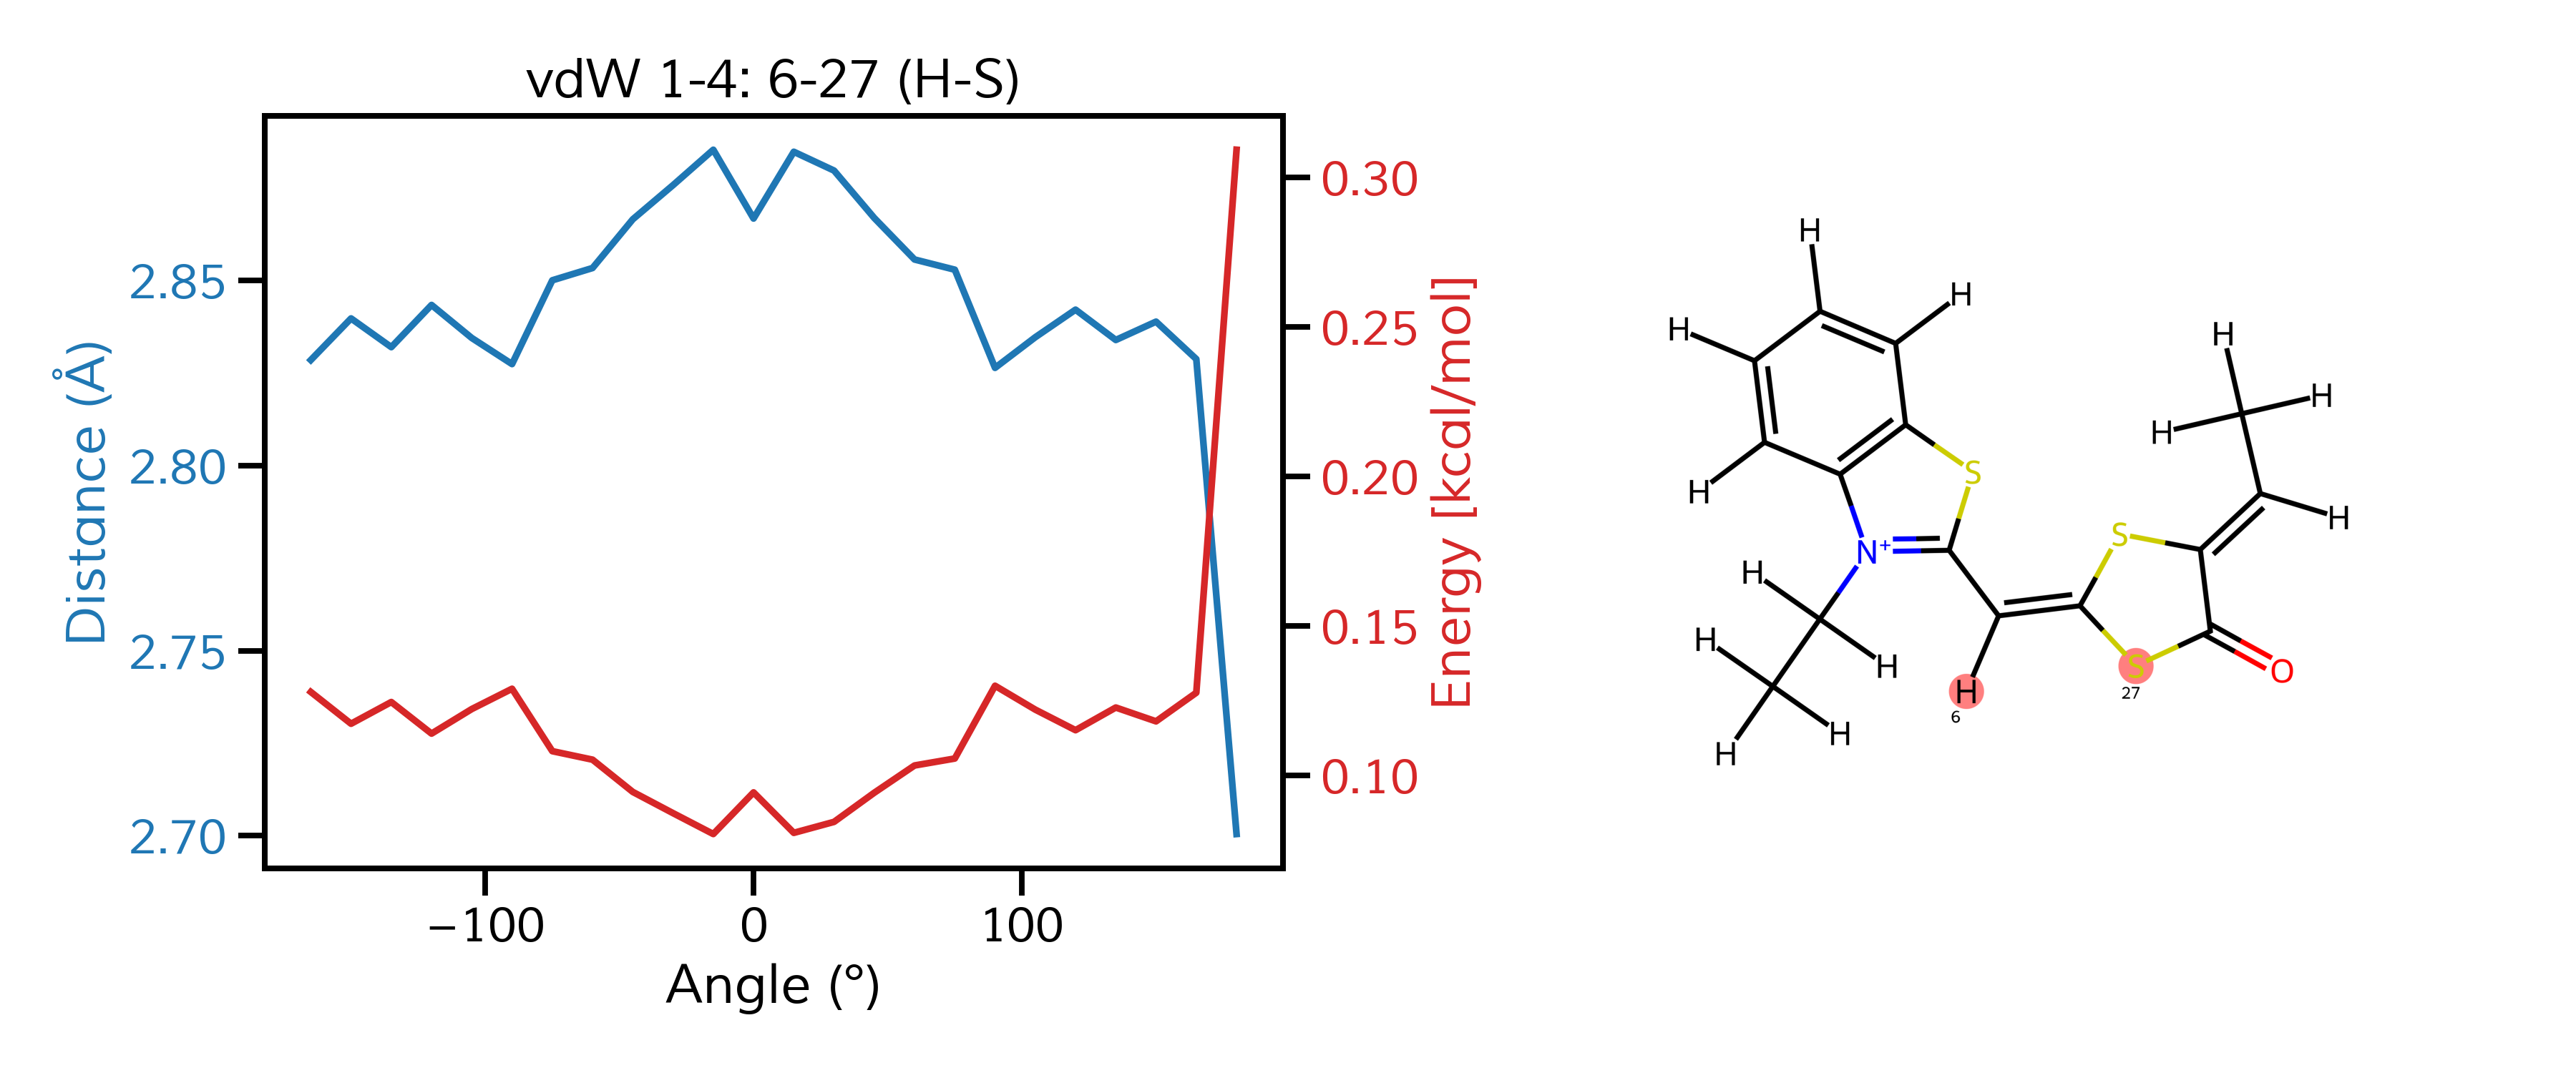 vdW 1-4: 6-27 (H-S)
Distance (Å)
2.85
2.80
2.75
2.70
0.30
0.25
0.20
0.15
0.10
Energy [kcal/mol]
−100
0
100
Angle (°)
H
H
H
H
H
H
H
S
H
S
N+
H
H
H
S
27
O
H
6
H
H